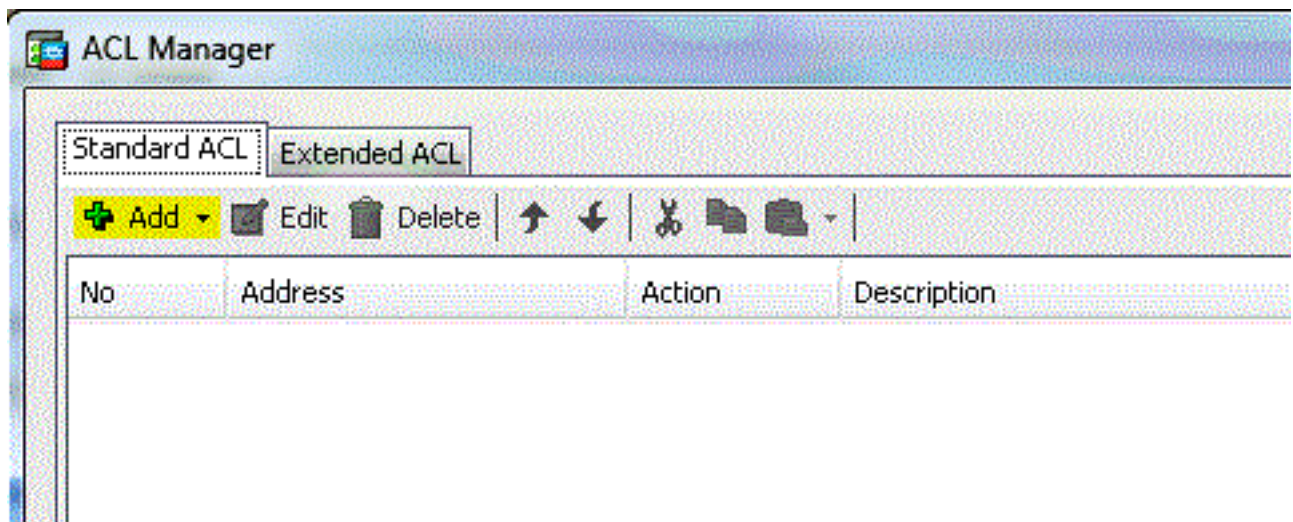 ACL Manager
Standard ACL Extended ACL
Add Edit Delete
No Address Action Description